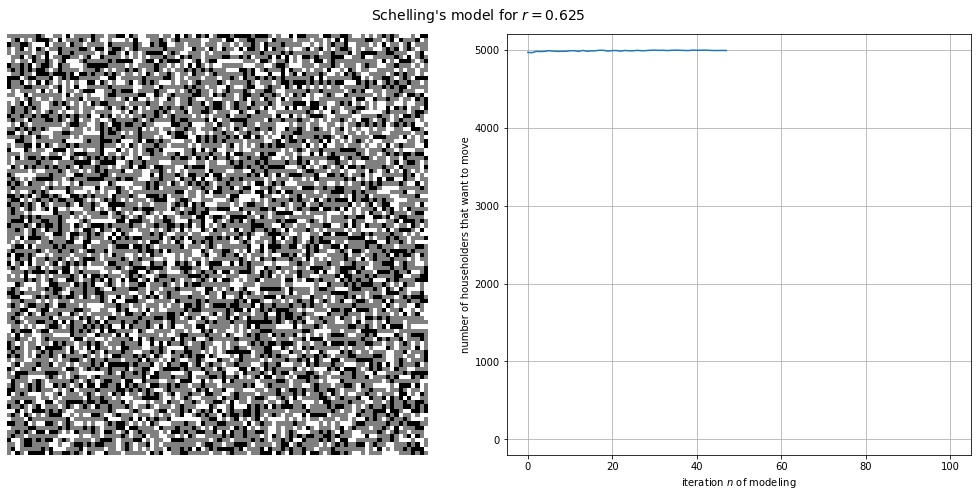 Schelling's model for r = 0.625
number of householders that want to move
5000
4000
3000
2000
1000
0
0 20 40 60 80 100
iteration n of modeling